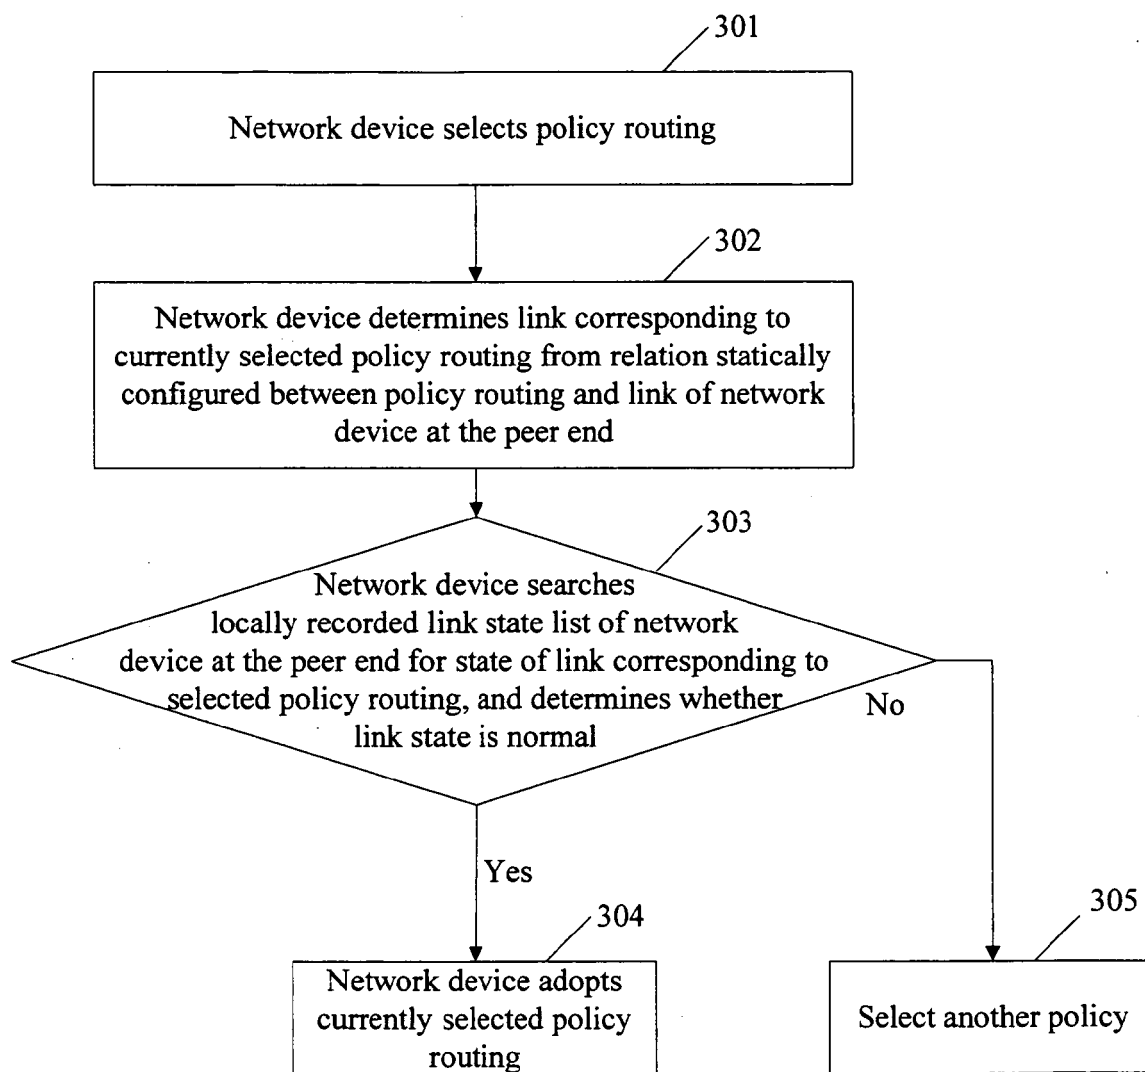 301
Network device selects policy routing
302
Network device determines link corresponding to
currently selected policy routing from relation statically
configured between policy routing and link of network
device at the peer end
303
Network device searches
locally recorded link state list of network
device at the peer end for state of link corresponding to
selected policy routing, and determines whether
link state is normal
No
Yes
304
Network device adopts
currently selected policy
routing
305
Select another policy